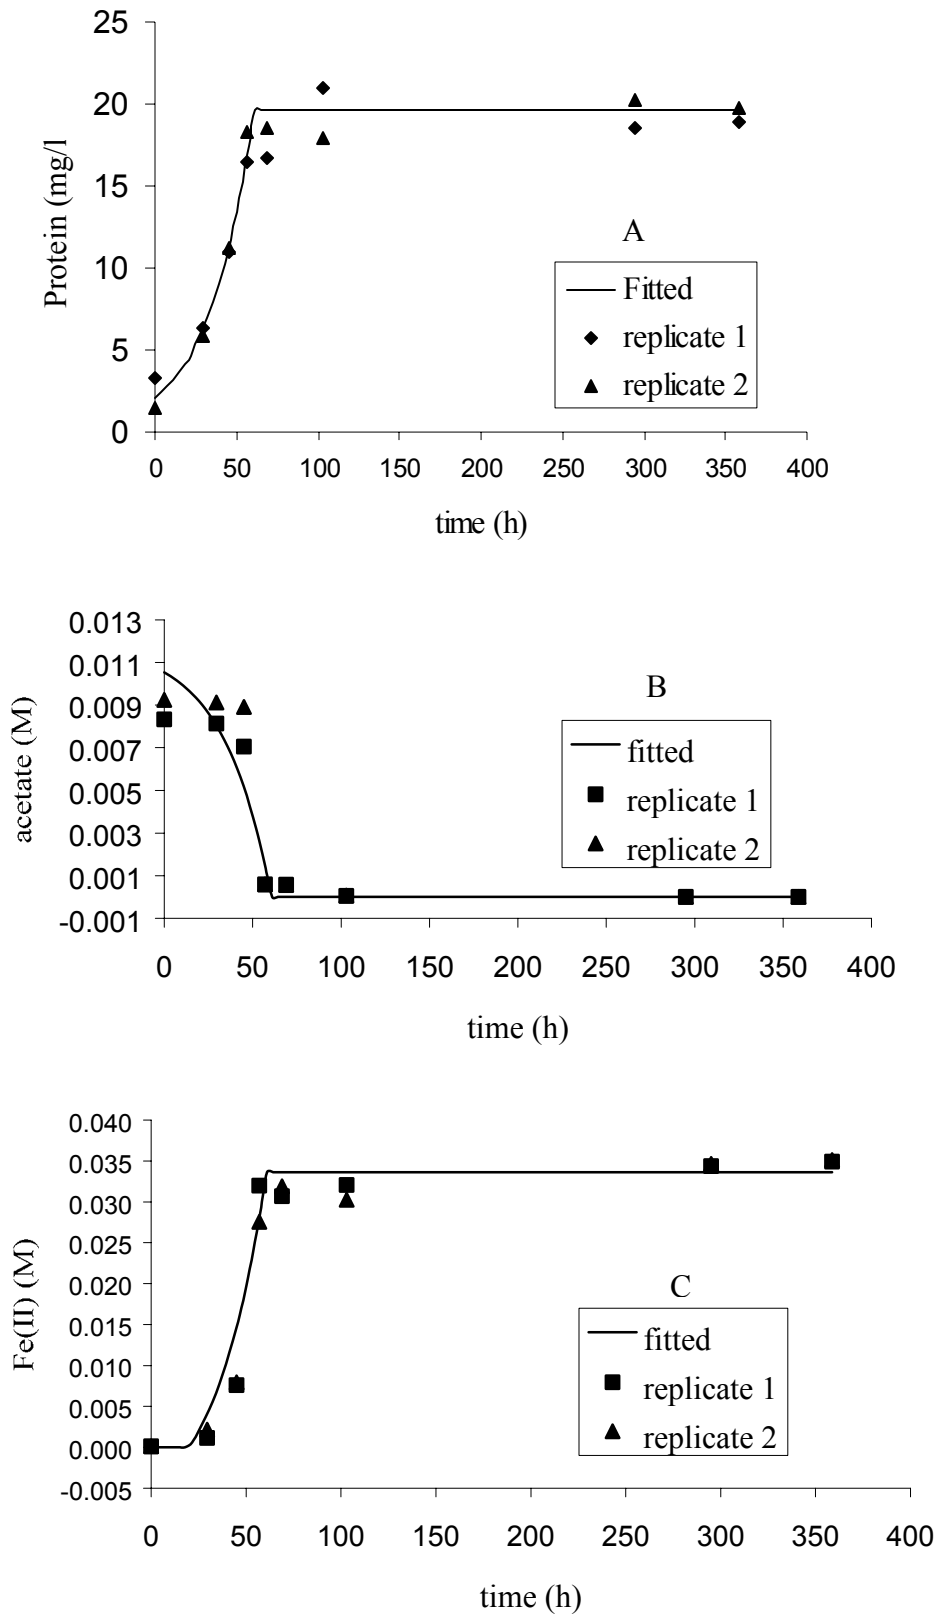 25
20
15
10
5
0
Protein (mg/l
A
Fitted
replicate 1
replicate 2
0 50 100 150 200 250 300 350 400
time (h)
0.013
0.011
0.009
0.007
0.005
0.003
0.001
-0.001
acetate (M)
B
fitted
replicate 1
replicate 2
0 50 100 150 200 250 300 350 400
time (h)
0.040
0.035
0.030
0.025
0.020
0.015
0.010
0.005
0.000
-0.005
Fe(II) (M)
C
fitted
replicate 1
replicate 2
0 50 100 150 200 250 300 350 400
time (h)